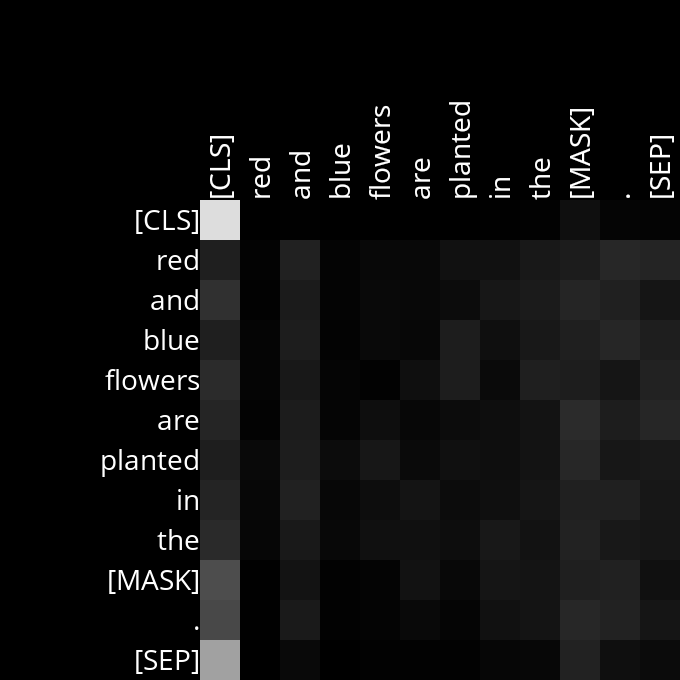 [CLS] red and blue flowers are planted in the [MASK] . [SEP]
[CLS]
red
and
blue
flowers
are
planted
in
the
[MASK]
.
[SEP]